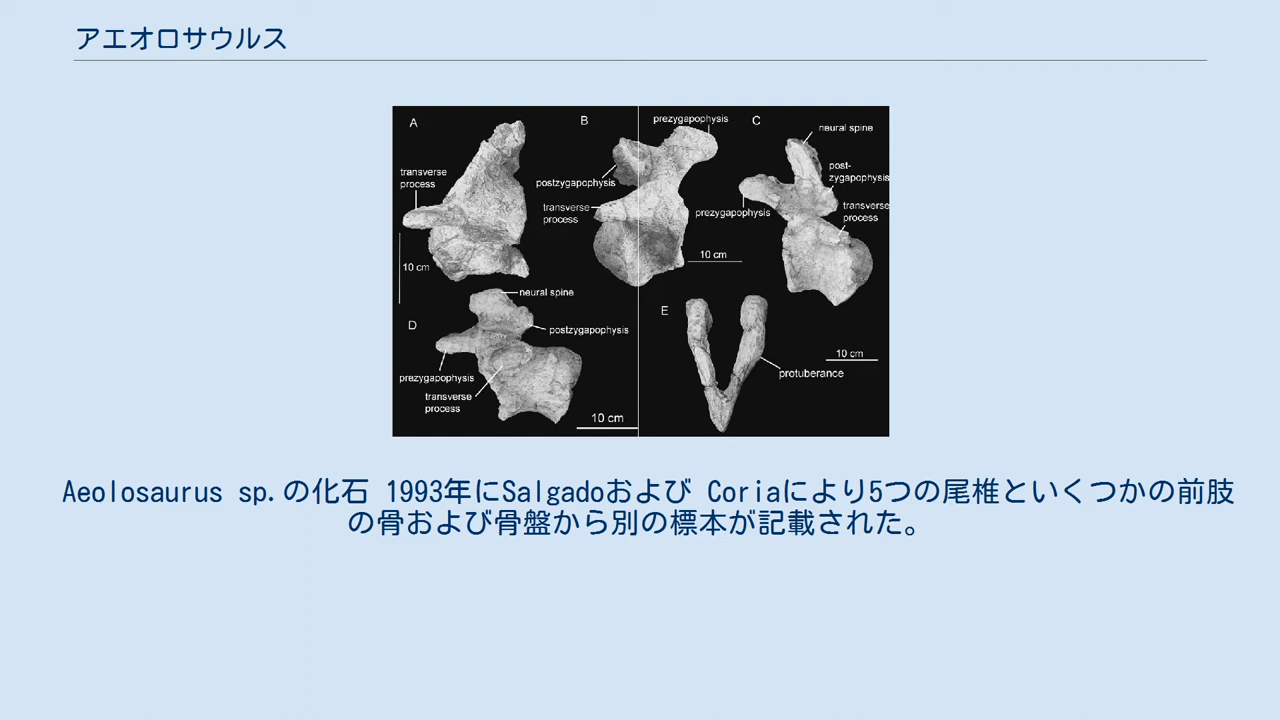 アエオロサウルス
A
B
prezygapophysis
C
neural spine
transverse
process
postzygapophysis
post-
zygapophysis
transverse
process
prezygapophysis
transverse
process
10 cm
10 cm
neural spine
D
postzygapophysis
E
10 cm
prezygapophysis
protuberance
transverse
process
10 cm
Aeolosaurus sp.の化石 1993年にSalgadoおよび Coriaにより5つの尾椎といくつかの前肢
の骨および骨盤から別の標本が記載された。